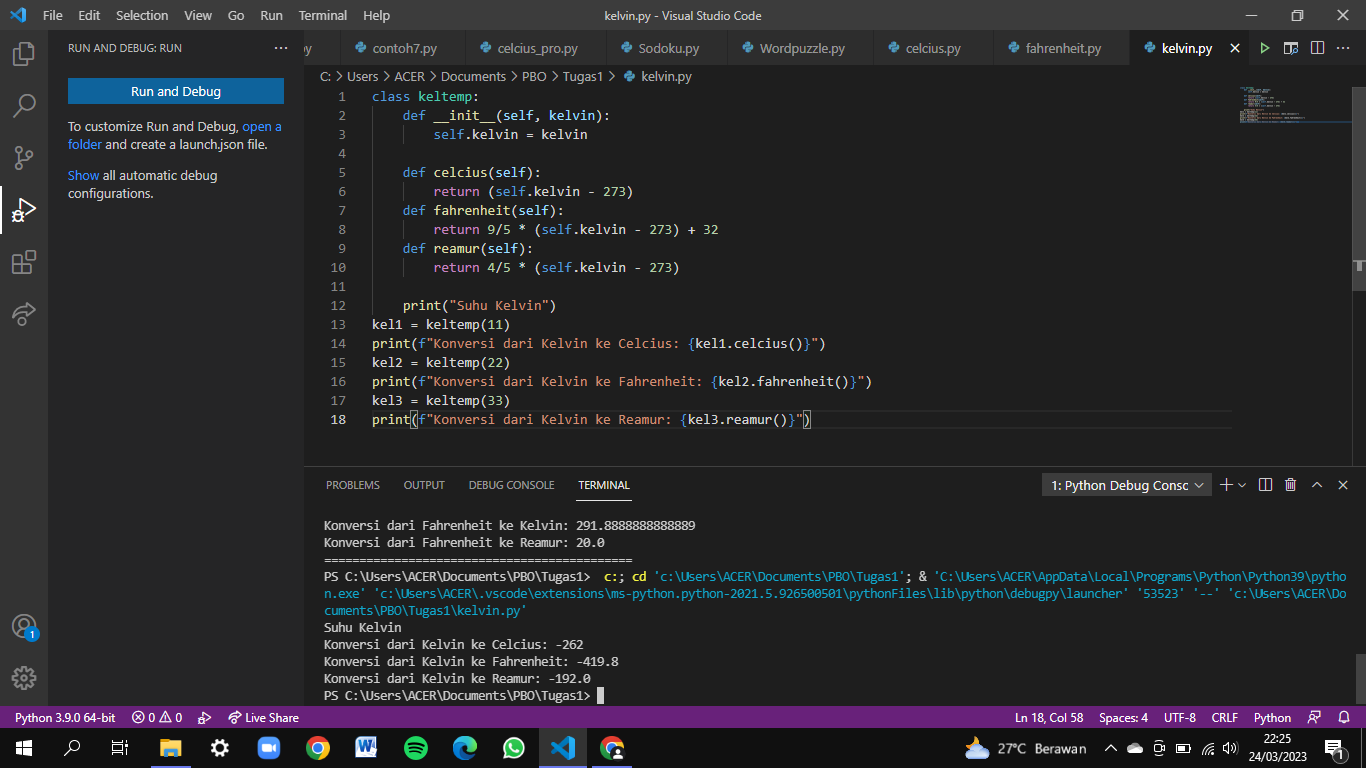 File Edit Selection View Go Run Terminal Help kelvin.py - Visual Studio Code
RUN AND DEBUG: RUN ···
Run and Debug
To customize Run and Debug, open a
folder and create a launch.json file.
Show all automatic debug
configurations.
py contoh7.py celcius_pro.py Sodoku.py Wordpuzzle.py celcius.py fahrenheit.py kelvin.py
C: > Users > ACER > Documents > PBO > Tugas1 > kelvin.py
1 class keltemp:
2 def __init__(self, kelvin):
3 self.kelvin = kelvin
4
5 def celcius(self):
6 return (self.kelvin - 273)
7 def fahrenheit(self):
8 return 9/5 * (self.kelvin - 273) + 32
9 def reamur(self):
10 return 4/5 * (self.kelvin - 273)
11
12 print("Suhu Kelvin")
13 kel1 = keltemp(11)
14 print(f"Konversi dari Kelvin ke Celcius: {kel1.celcius()}")
15 kel2 = keltemp(22)
16 print(f"Konversi dari Kelvin ke Fahrenheit: {kel2.fahrenheit()}")
17 kel3 = keltemp(33)
18 print(f"Konversi dari Kelvin ke Reamur: {kel3.reamur()}")
PROBLEMS OUTPUT DEBUG CONSOLE TERMINAL 1: Python Debug Consc
Konversi dari Fahrenheit ke Kelvin: 291.8888888888889
Konversi dari Fahrenheit ke Reamur: 20.0
============================================
PS C:\Users\ACER\Documents\PBO\Tugas1> c:; cd 'c:\Users\ACER\Documents\PBO\Tugas1'; & 'C:\Users\ACER\AppData\Local\Programs\Python\Python39\pytho
n.exe' 'c:\Users\ACER\.vscode\extensions\ms-python.python-2021.5.926500501\pythonFiles\lib\python\debugpy\launcher' '53523' '--' 'c:\Users\ACER\Do
cuments\PBO\Tugas1\kelvin.py'
Suhu Kelvin
Konversi dari Kelvin ke Celcius: -262
Konversi dari Kelvin ke Fahrenheit: -419.8
Konversi dari Kelvin ke Reamur: -192.0
PS C:\Users\ACER\Documents\PBO\Tugas1>
1
Python 3.9.0 64-bit 0 0 Live Share Ln 18, Col 58 Spaces: 4 UTF-8 CRLF Python
27°C Berawan 22:25
24/03/2023 1